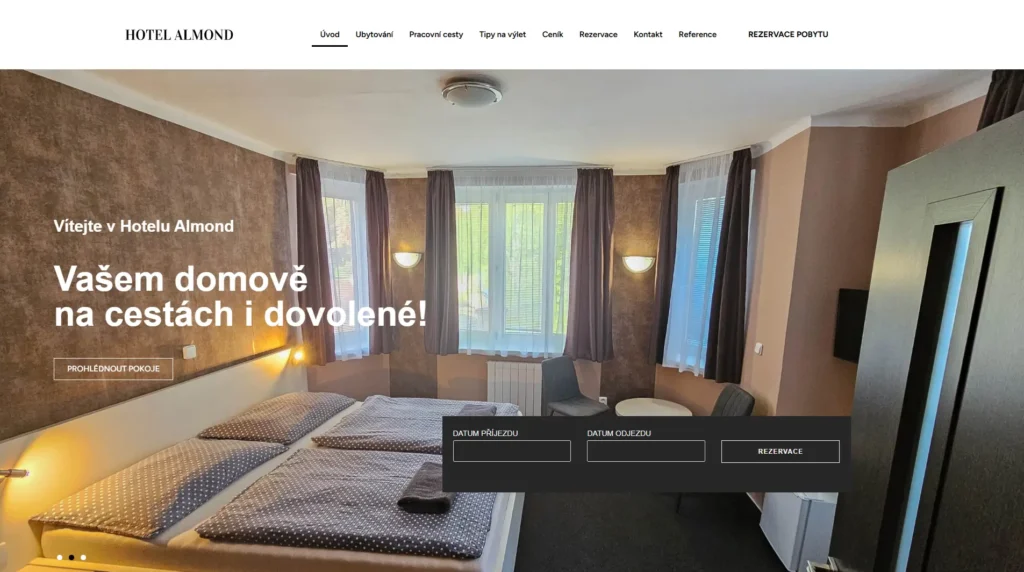 HOTEL ALMOND
Úvod Ubytování Pracovní cesty Tipy na výlet Ceník Rezervace Kontakt Reference REZERVACE POBYTU
Vítejte v Hotelu Almond
Vašem domově
na cestách i dovolené!
PROHLÉDNOUT POKOJE
DATUM PŘÍJEZDU DATUM ODJEZDU
REZERVACE